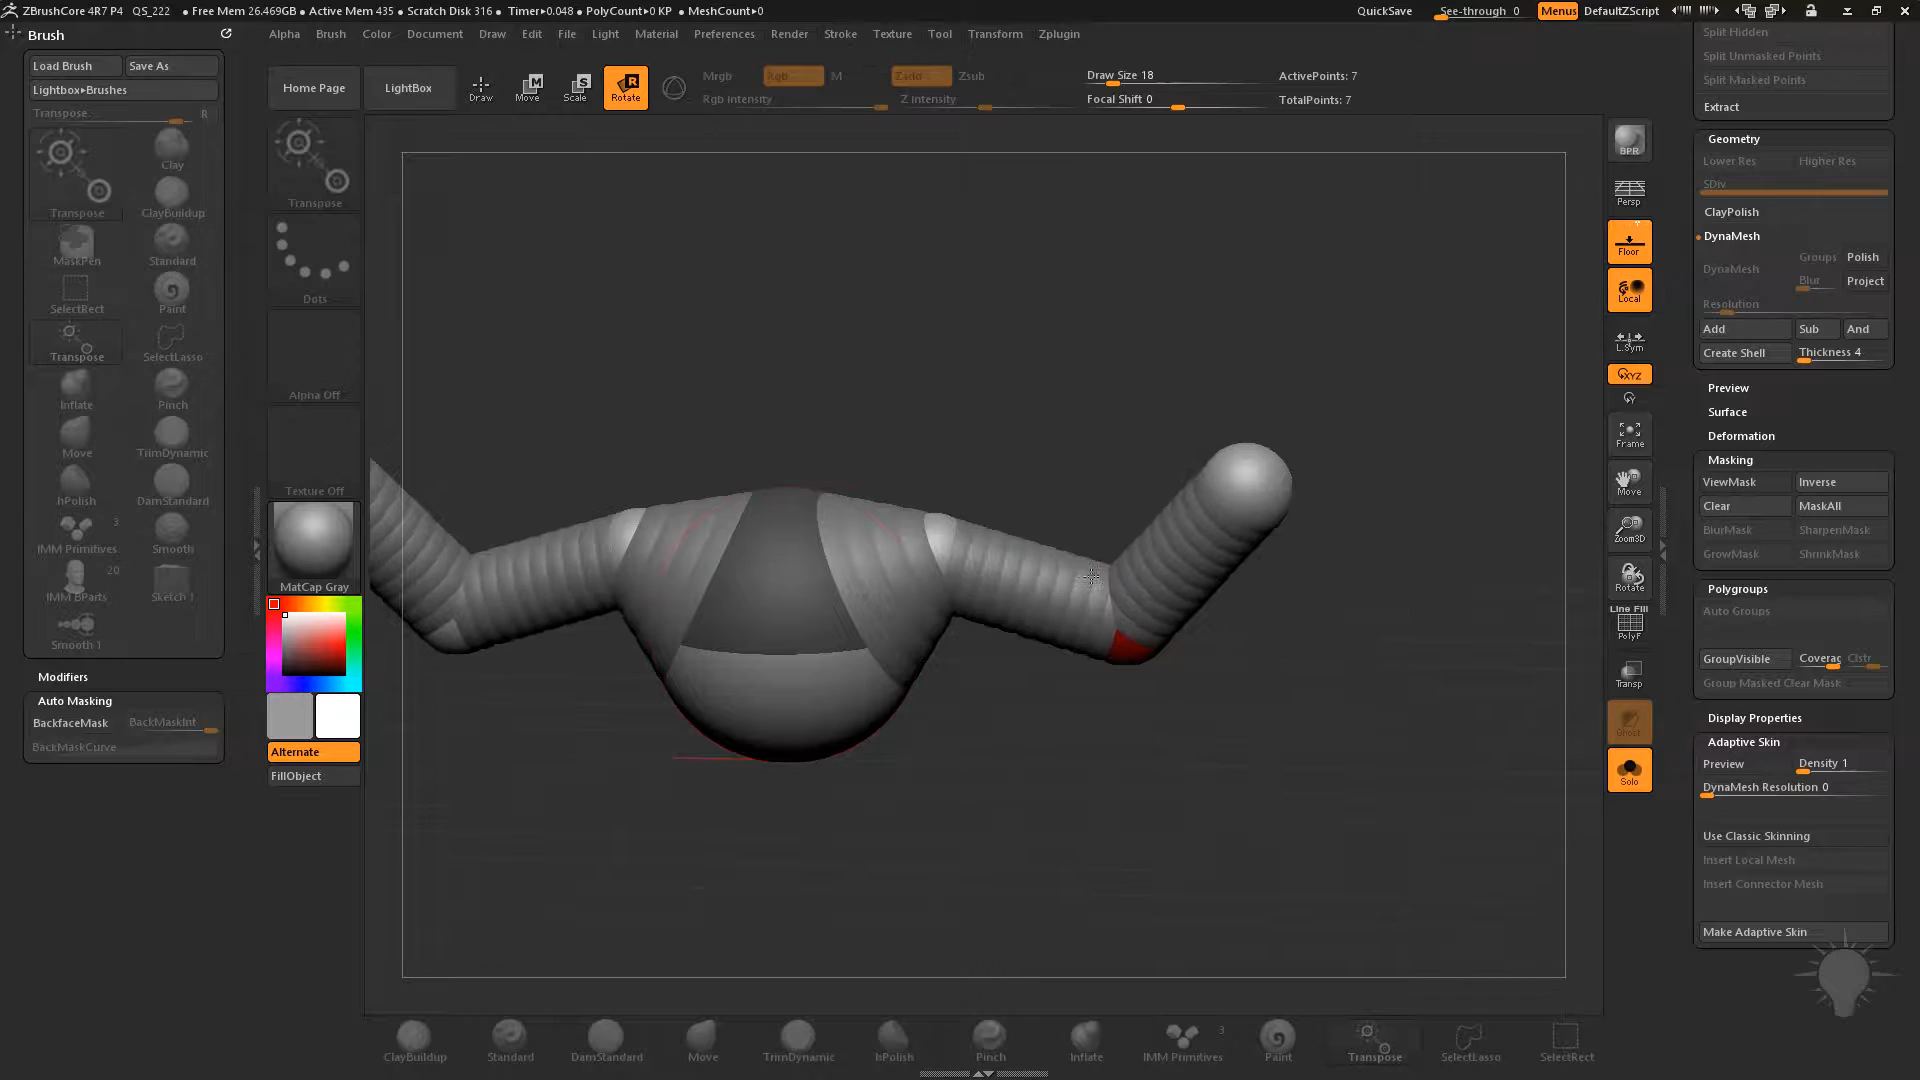 ZBrushCore 4R7 P4 QS_222 • Free Mem 26.469GB • Active Mem 435 • Scratch Disk 316 • Timer▸0.048 • PolyCount▸0 KP • MeshCount▸0
QuickSave See-through 0 Menus DefaultZScript
Brush
Alpha Brush Color Document Draw Edit File Light Material Preferences Render Stroke Texture Tool Transform Zplugin
Load Brush Save As
Lightbox▸Brushes
Transpose. R
Transpose
Clay
ClayBuildup
MaskPen
Standard
SelectRect
Paint
Transpose
SelectLasso
Inflate
Pinch
Move
TrimDynamic
hPolish
DamStandard
3
IMM Primitives
Smooth
20
IMM BParts
Sketch 1
Smooth 1
Modifiers
Auto Masking
BackfaceMask BackMaskInt
BackMaskCurve
Home Page
LightBox
Draw
M
Move
S
Scale
R
Rotate
Mrgb Rgb M Zadd Zsub
Rgb Intensity Z Intensity
Draw Size 18
Focal Shift 0
ActivePoints: 7
TotalPoints: 7
Transpose
Dots
Alpha Off
Texture Off
MatCap Gray
Alternate
FillObject
BPR
Persp
Floor
Local
L.Sym
XYZ
Y
Frame
Move
Zoom3D
Rotate
Line Fill
PolyF
Transp
Ghost
Solo
Split Hidden
Split Unmasked Points
Split Masked Points
Extract
Geometry
Lower Res Higher Res
SDiv
ClayPolish
DynaMesh
DynaMesh Groups Polish
Blur Project
Resolution
Add Sub And
Create Shell Thickness 4
Preview
Surface
Deformation
Masking
ViewMask Inverse
Clear MaskAll
BlurMask SharpenMask
GrowMask ShrinkMask
Polygroups
Auto Groups
GroupVisible Coverag Clstr
Group Masked Clear Mask
Display Properties
Adaptive Skin
Preview Density 1
DynaMesh Resolution 0
Use Classic Skinning
Insert Local Mesh
Insert Connector Mesh
Make Adaptive Skin
ClayBuildup Standard DamStandard Move TrimDynamic hPolish Pinch Inflate IMM Primitives 3 Paint Transpose SelectLasso SelectRect